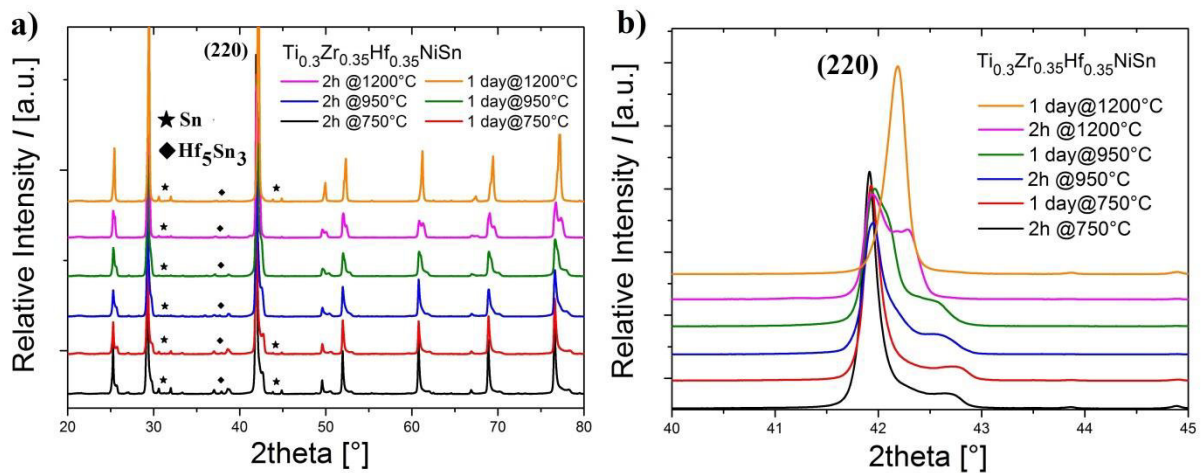 a)
(220)
Ti0.3Zr0.35Hf0.35NiSn
2h @1200°C 1 day@1200°C
2h @950°C 1 day@950°C
2h @750°C 1 day@750°C
★ Sn
◆ Hf5Sn3
Relative Intensity I [a.u.]
20 30 40 50 60 70 80
2theta [°]
b)
(220)
Ti0.3Zr0.35Hf0.35NiSn
1 day@1200°C
2h @1200°C
1 day@950°C
2h @950°C
1 day@750°C
2h @750°C
Relative Intensity I [a.u.]
40 41 42 43 44 45
2theta [°]